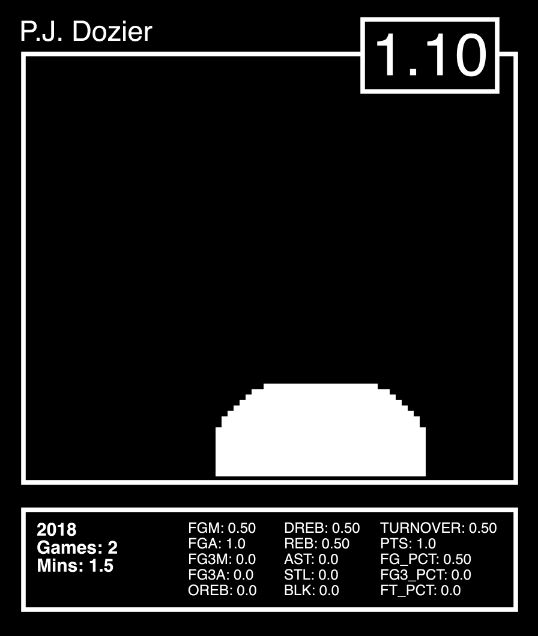 P.J. Dozier
1.10
2018
Games: 2
Mins: 1.5
FGM: 0.50
FGA: 1.0
FG3M: 0.0
FG3A: 0.0
OREB: 0.0
DREB: 0.50
REB: 0.50
AST: 0.0
STL: 0.0
BLK: 0.0
TURNOVER: 0.50
PTS: 1.0
FG_PCT: 0.50
FG3_PCT: 0.0
FT_PCT: 0.0